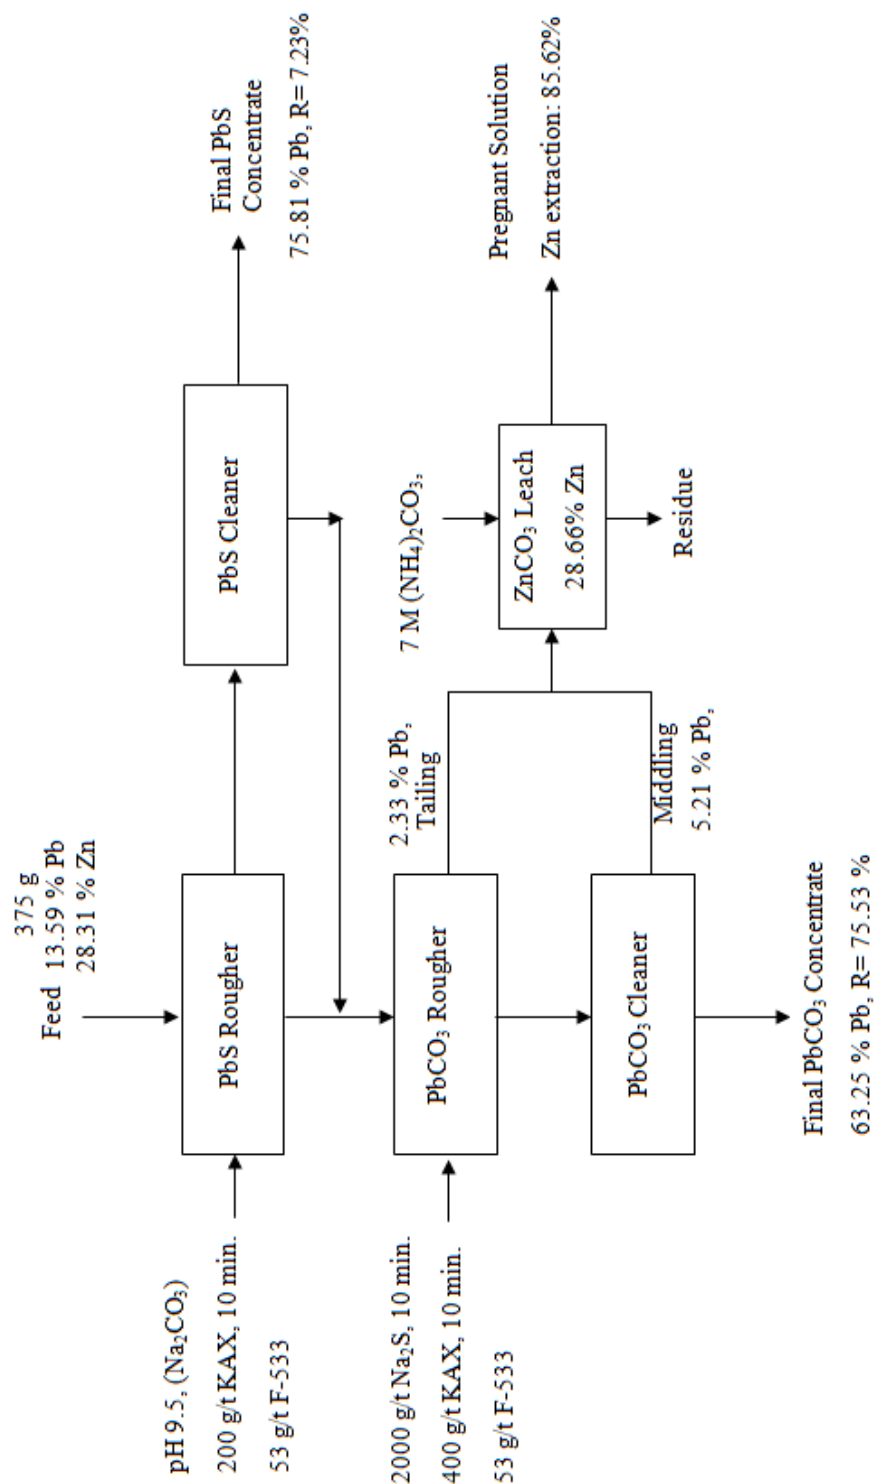 375 g
Feed 13.59 % Pb
28.31 % Zn
pH 9.5, (Na₂CO₃)
200 g/t KAX, 10 min.
53 g/t F-533
PbS Rougher
PbS Cleaner
Final PbS
Concentrate
75.81 % Pb, R= 7.23%
2000 g/t Na₂S, 10 min.
400 g/t KAX, 10 min.
53 g/t F-533
PbCO₃ Rougher
2.33 % Pb,
Tailing
7 M (NH₄)₂CO₃,
ZnCO₃ Leach
28.66% Zn
Pregnant Solution
Zn extraction: 85.62%
Residue
PbCO₃ Cleaner
Middling
5.21 % Pb,
Final PbCO₃ Concentrate
63.25 % Pb, R= 75.53 %